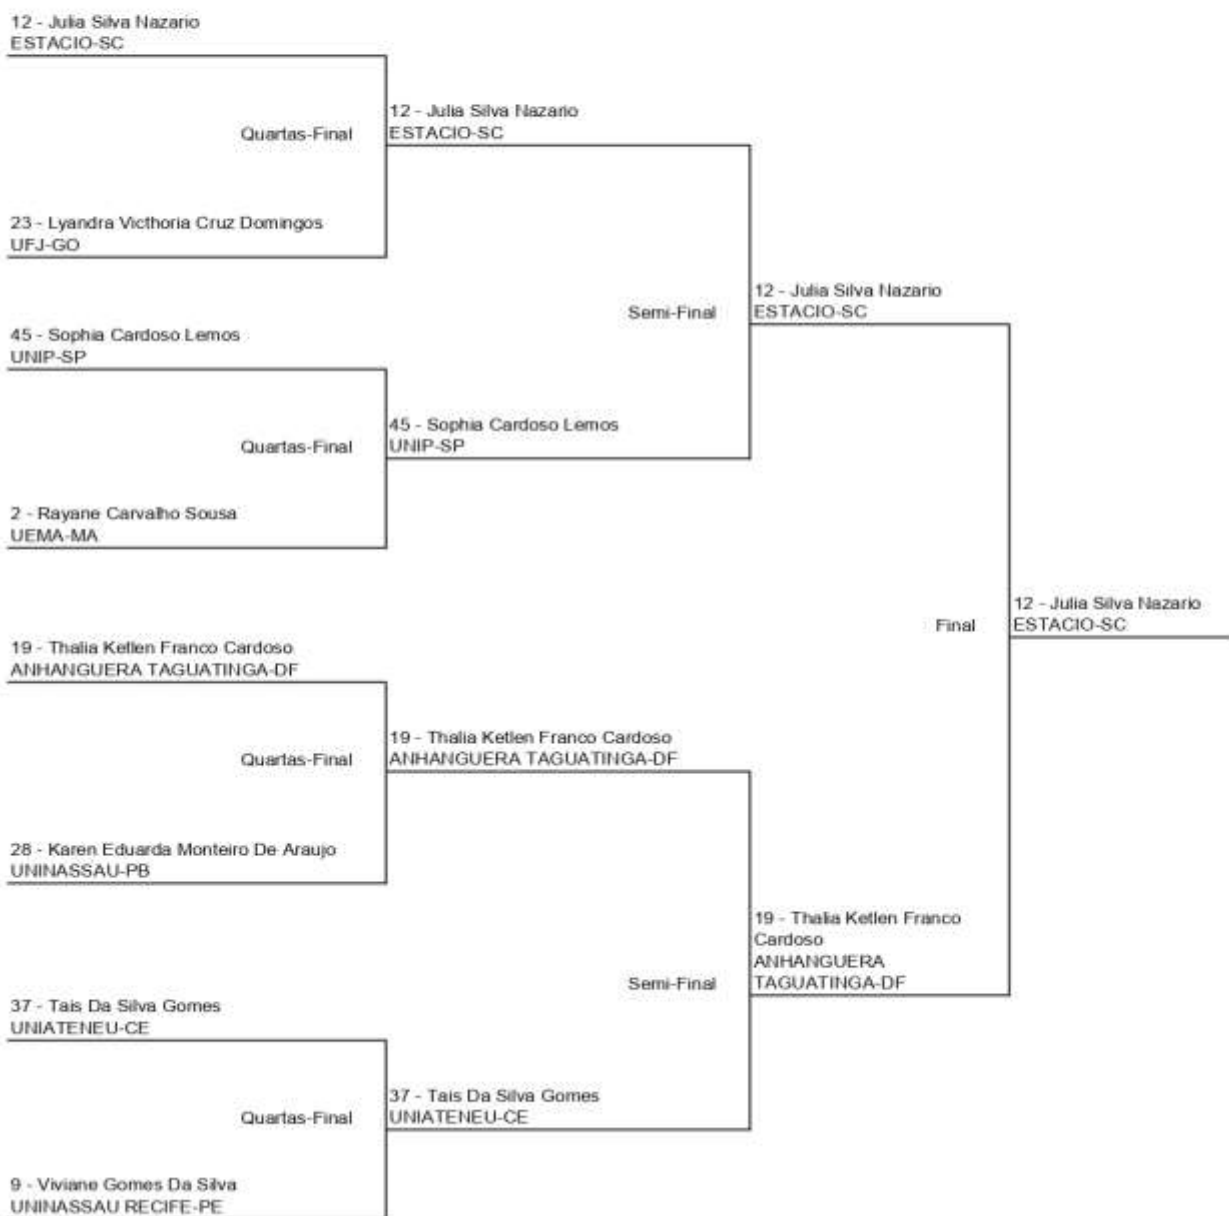 12 - Julia Silva Nazario
ESTACIO-SC
Quartas-Final
12 - Julia Silva Nazario
ESTACIO-SC
23 - Lyandra Victhoria Cruz Domingos
UFJ-GO
Semi-Final
12 - Julia Silva Nazario
ESTACIO-SC
45 - Sophia Cardoso Lemos
UNIP-SP
Quartas-Final
45 - Sophia Cardoso Lemos
UNIP-SP
2 - Rayane Carvalho Sousa
UEMA-MA
Final
12 - Julia Silva Nazario
ESTACIO-SC
19 - Thalia Ketlen Franco Cardoso
ANHANGUERA TAGUATINGA-DF
Quartas-Final
19 - Thalia Ketlen Franco Cardoso
ANHANGUERA TAGUATINGA-DF
28 - Karen Eduarda Monteiro De Araujo
UNINASSAU-PB
Semi-Final
19 - Thalia Ketlen Franco
Cardoso
ANHANGUERA
TAGUATINGA-DF
37 - Tais Da Silva Gomes
UNIATENEU-CE
Quartas-Final
37 - Tais Da Silva Gomes
UNIATENEU-CE
9 - Viviane Gomes Da Silva
UNINASSAU RECIFE-PE